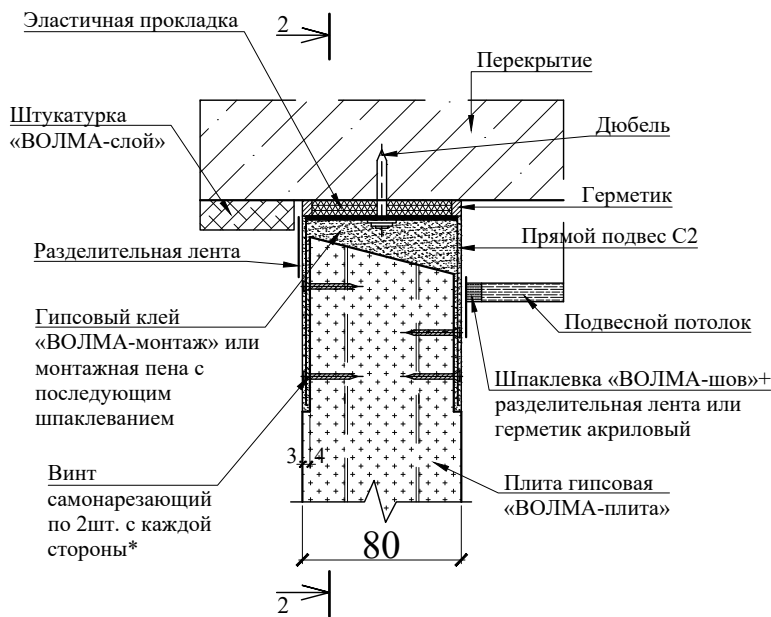 Эластичная прокладка
2
Перекрытие
Штукатурка
«ВОЛМА-слой»
Дюбель
Герметик
Прямой подвес С2
Разделительная лента
Гипсовый клей
«ВОЛМА-монтаж» или
монтажная пена с
последующим
шпаклеванием
Подвесной потолок
Шпаклевка «ВОЛМА-шов»+
разделительная лента или
герметик акриловый
3 4
Винт
самонарезающий
по 2шт. с каждой
стороны*
Плита гипсовая
«ВОЛМА-плита»
80
2